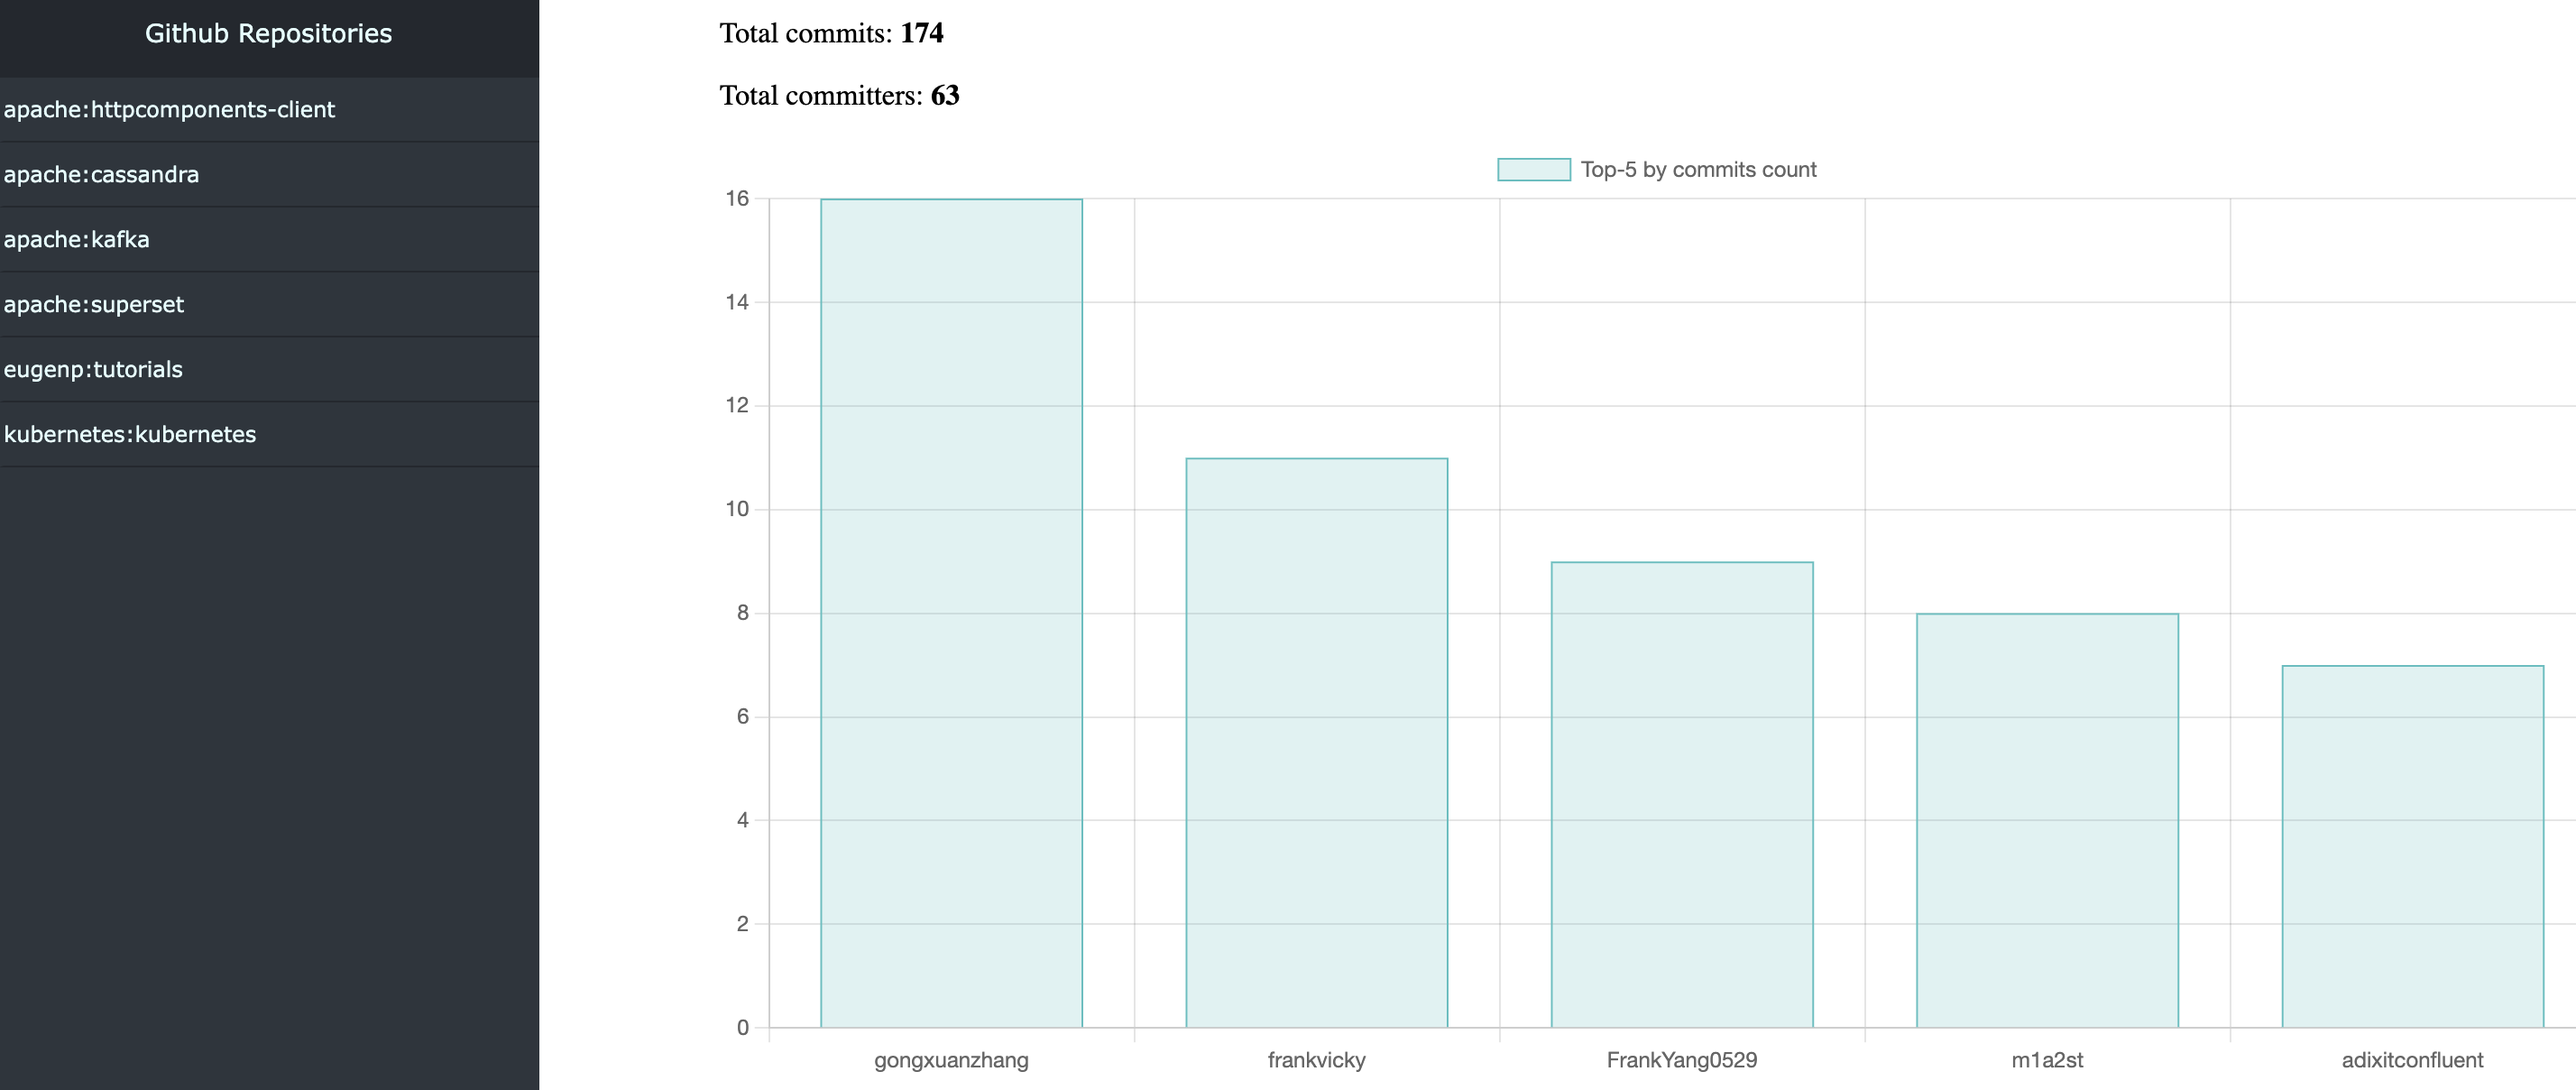 Github Repositories
apache:httpcomponents-client
apache:cassandra
apache:kafka
apache:superset
eugenp:tutorials
kubernetes:kubernetes
Total commits: 174
Total committers: 63
Top-5 by commits count
16
14
12
10
8
6
4
2
0
gongxuanzhang frankvicky FrankYang0529 m1a2st adixitconfluent